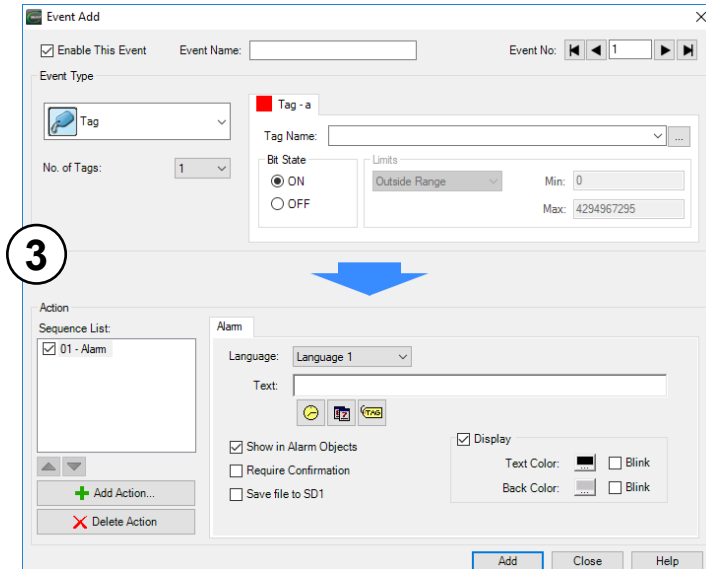 Event Add
Enable This Event Event Name: Event No: 1
Event Type
Tag
Tag - a
Tag Name: ...
No. of Tags: 1
Bit State
ON
OFF
Limits
Outside Range
Min: 0
Max: 4294967295
3
Action
Sequence List:
01 - Alarm
Add Action...
Delete Action
Alarm
Language: Language 1
Text:
TAG
Show in Alarm Objects
Require Confirmation
Save file to SD1
Display
Text Color: ... Blink
Back Color: ... Blink
Add Close Help